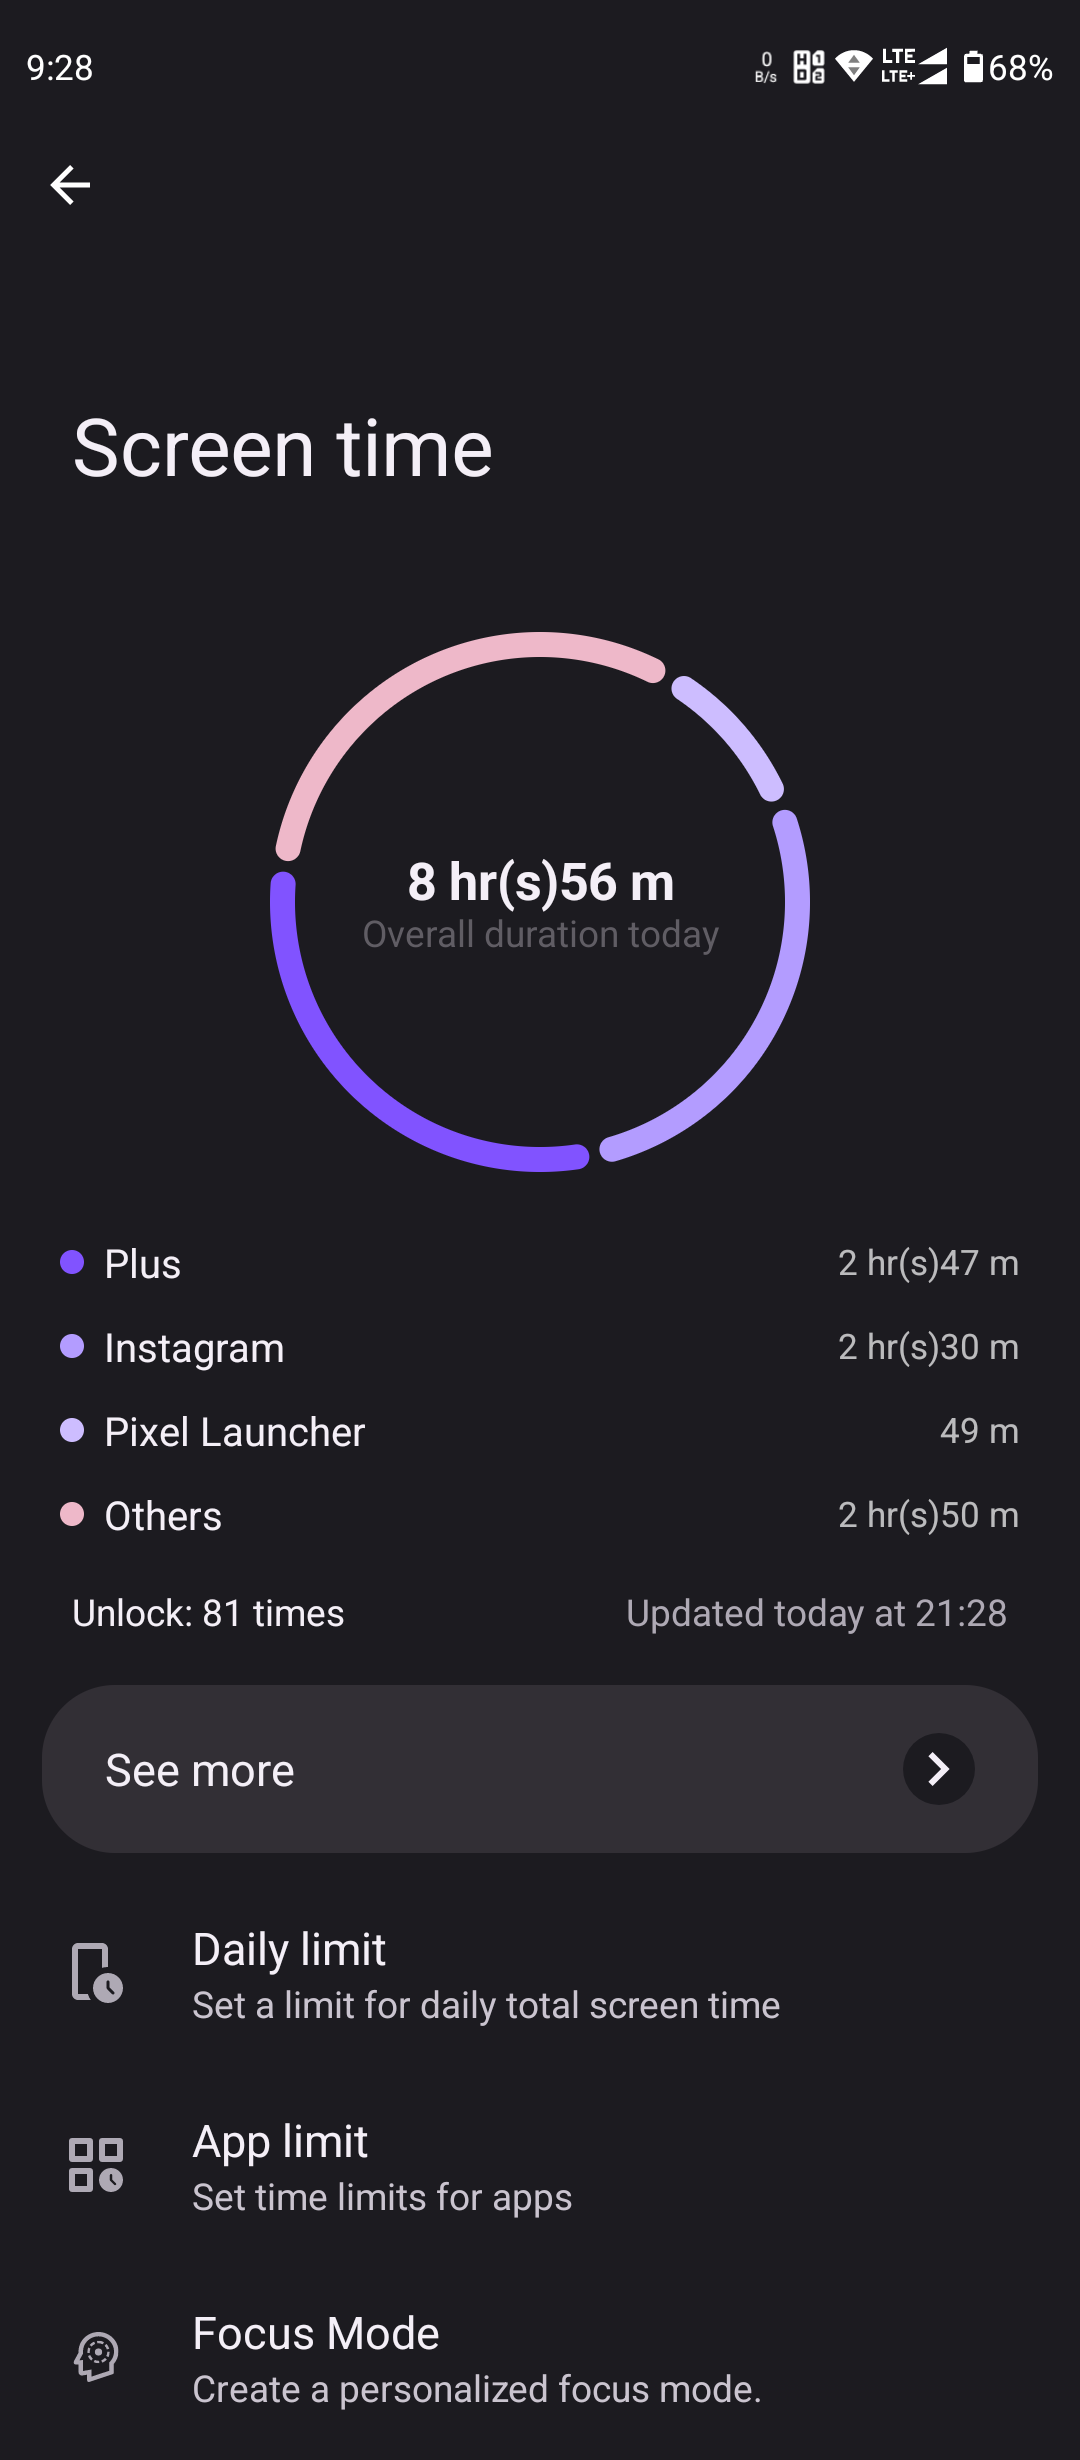 9:28
0 B/s LTE LTE+ 68%
Screen time
8 hr(s)56 m
Overall duration today
Plus 2 hr(s)47 m
Instagram 2 hr(s)30 m
Pixel Launcher 49 m
Others 2 hr(s)50 m
Unlock: 81 times Updated today at 21:28
See more
Daily limit
Set a limit for daily total screen time
App limit
Set time limits for apps
Focus Mode
Create a personalized focus mode.